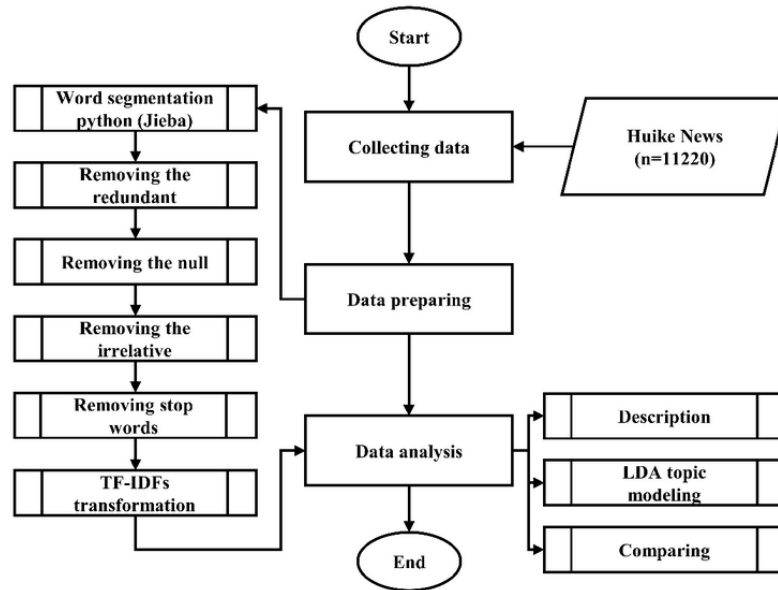 Start
Word segmentation
python (Jieba)
Collecting data
Huike News
(n=11220)
Removing the
redundant
Removing the null
Data preparing
Removing the
irrelative
Removing stop
words
Data analysis
Description
TF-IDFs
transformation
LDA topic
modeling
End
Comparing